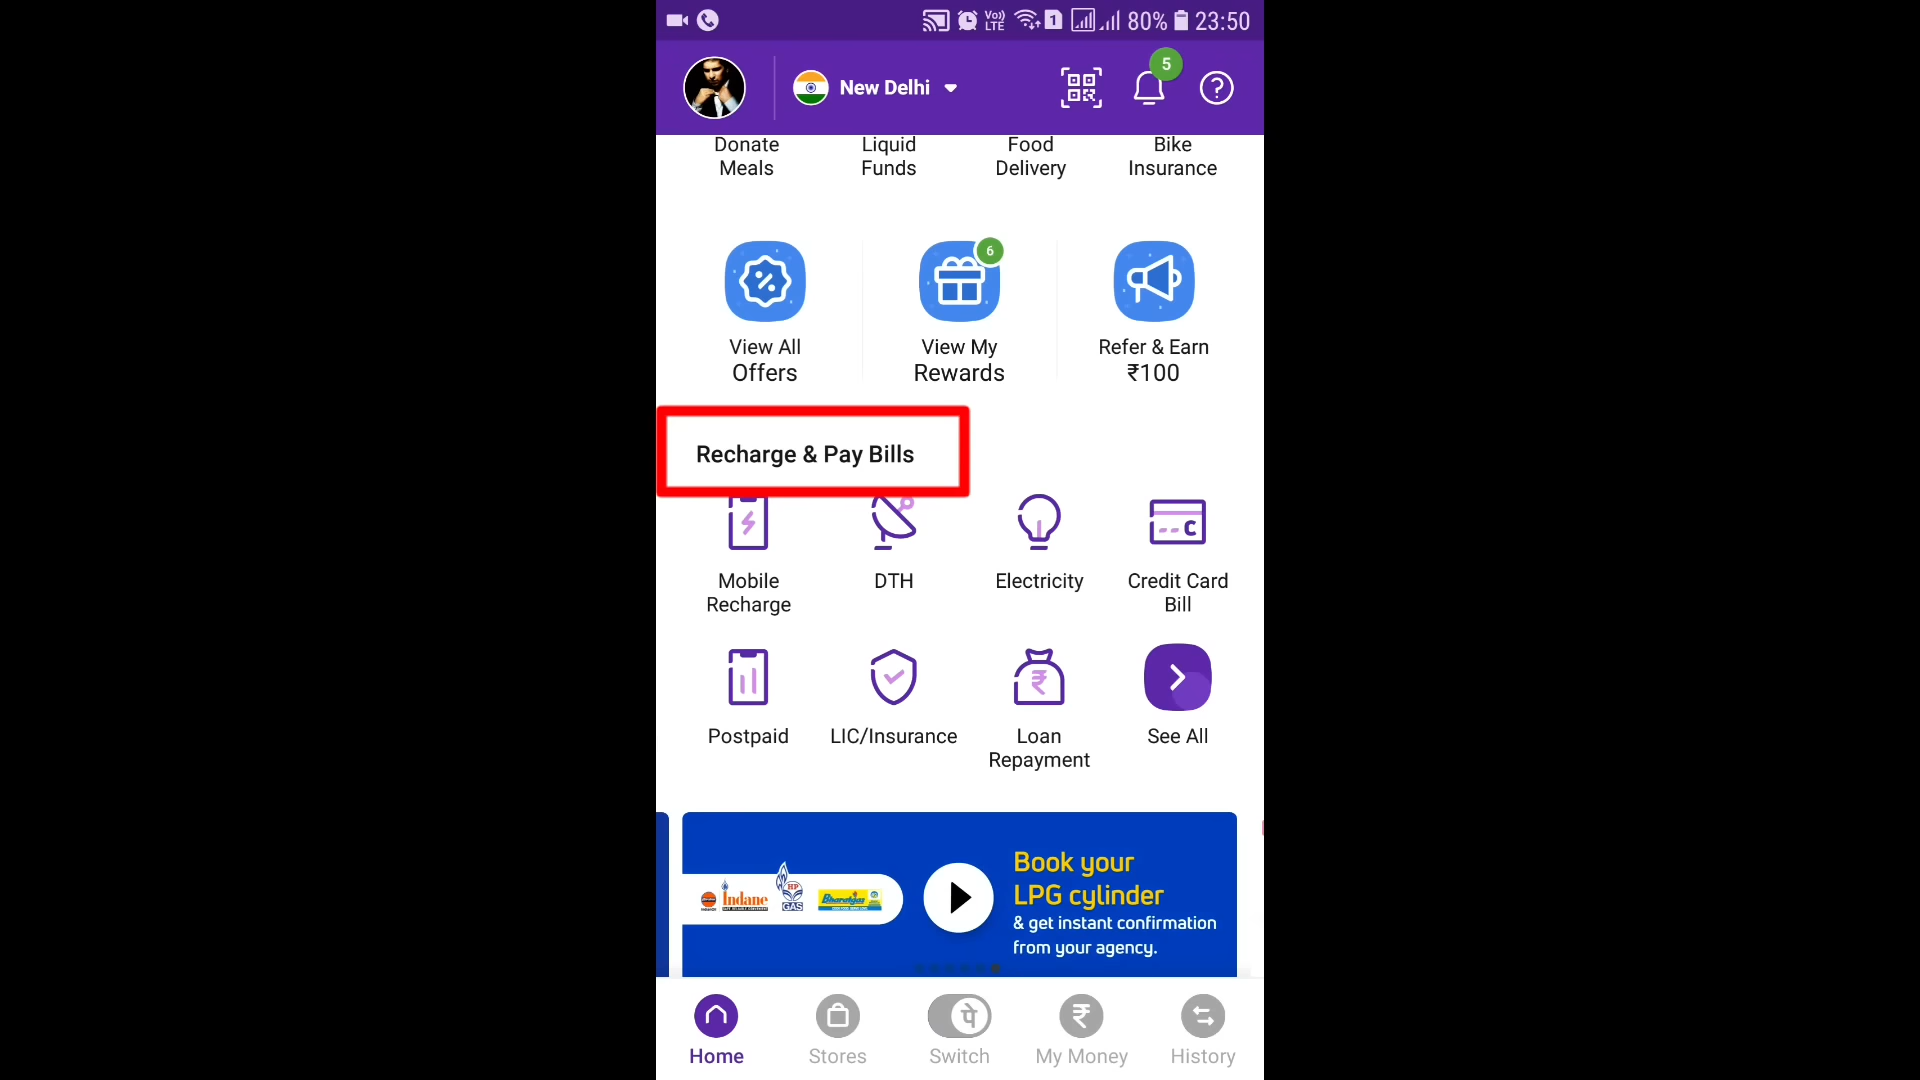 Vo))
LTE
1
80%
23:50
New Delhi
5
?
Donate
Meals
Liquid
Funds
Food
Delivery
Bike
Insurance
6
View All
Offers
View My
Rewards
Refer & Earn
₹100
Recharge & Pay Bills
Mobile
Recharge
DTH
Electricity
C
Credit Card
Bill
Postpaid
LIC/Insurance
₹
Loan
Repayment
See All
Indane
HP
GAS
Bharatgas
Book your
LPG cylinder
& get instant confirmation
from your agency.
Home
Stores
पे
Switch
₹
My Money
History